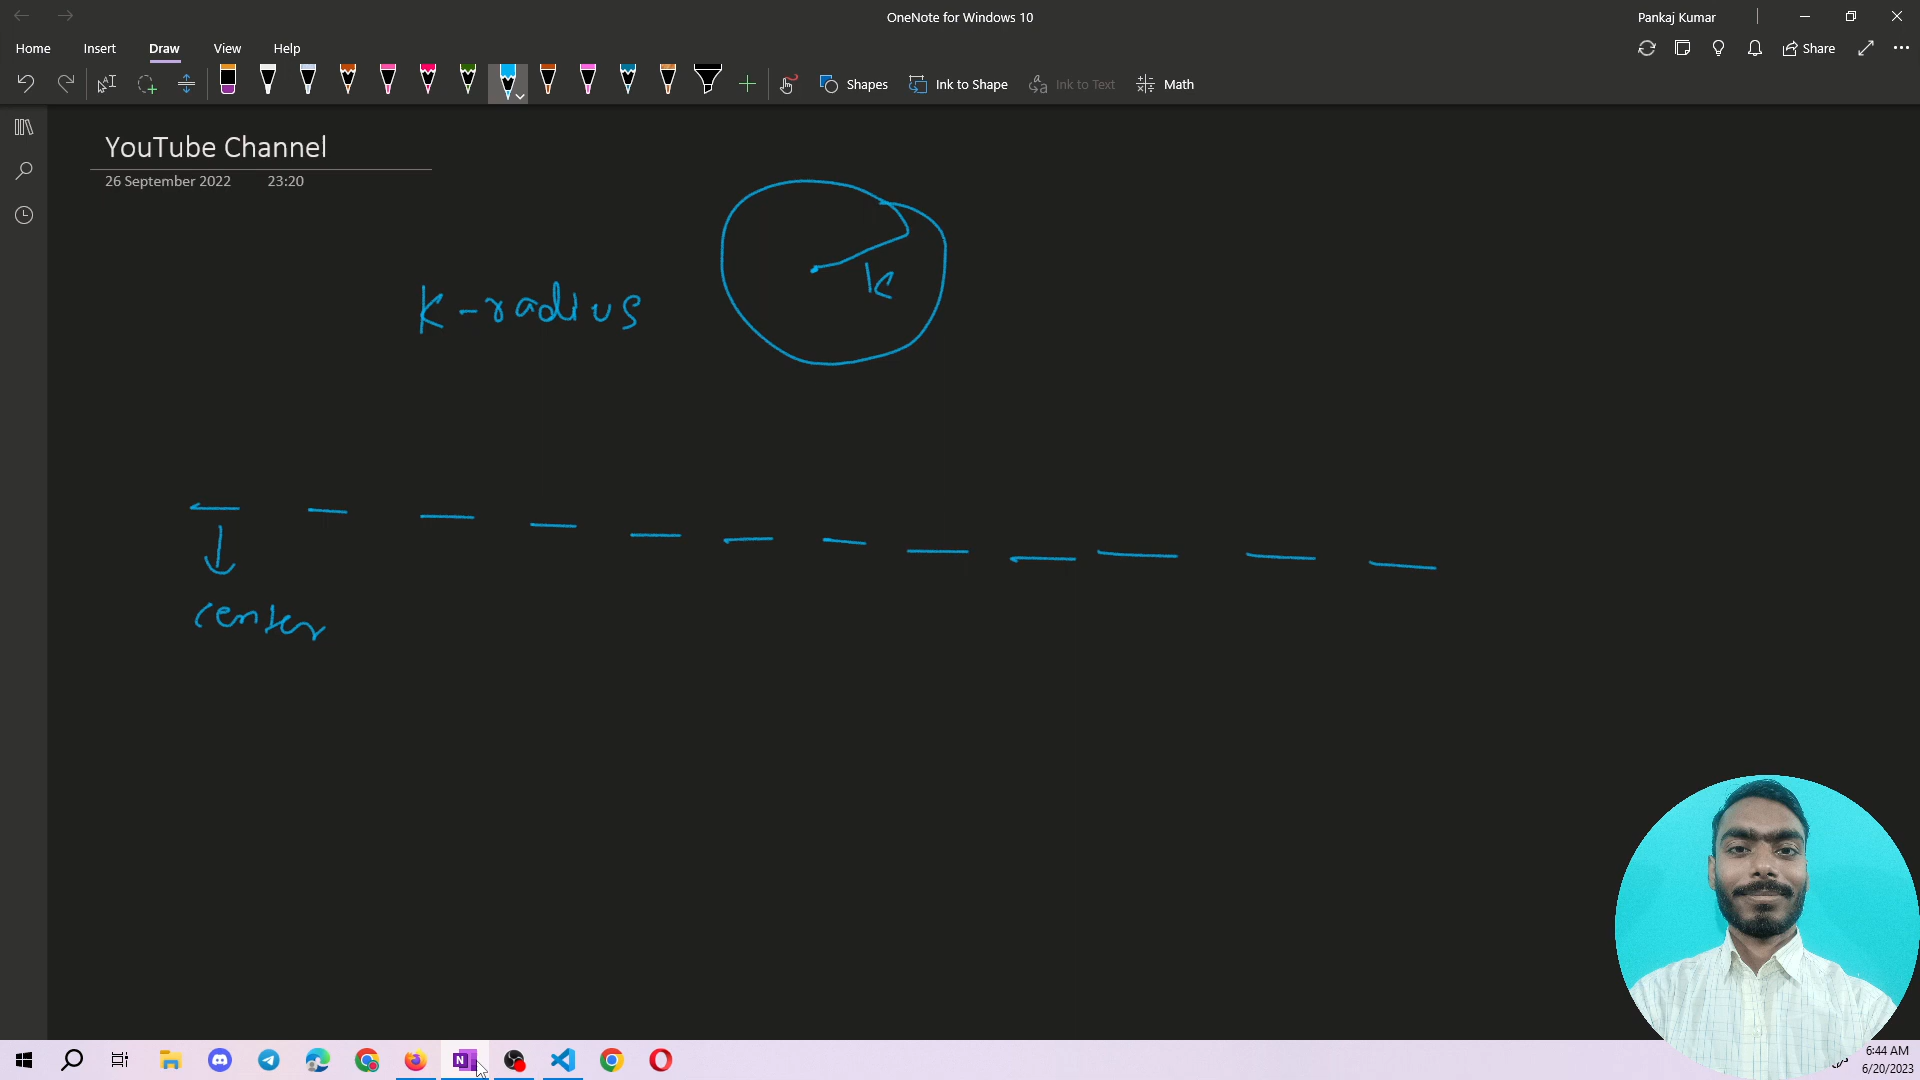 OneNote for Windows 10
Pankaj Kumar
Home Insert Draw View Help
Share
Shapes Ink to Shape Ink to Text Math
YouTube Channel
26 September 2022 23:20
K
K-radius
center
6:44 AM
6/20/2023